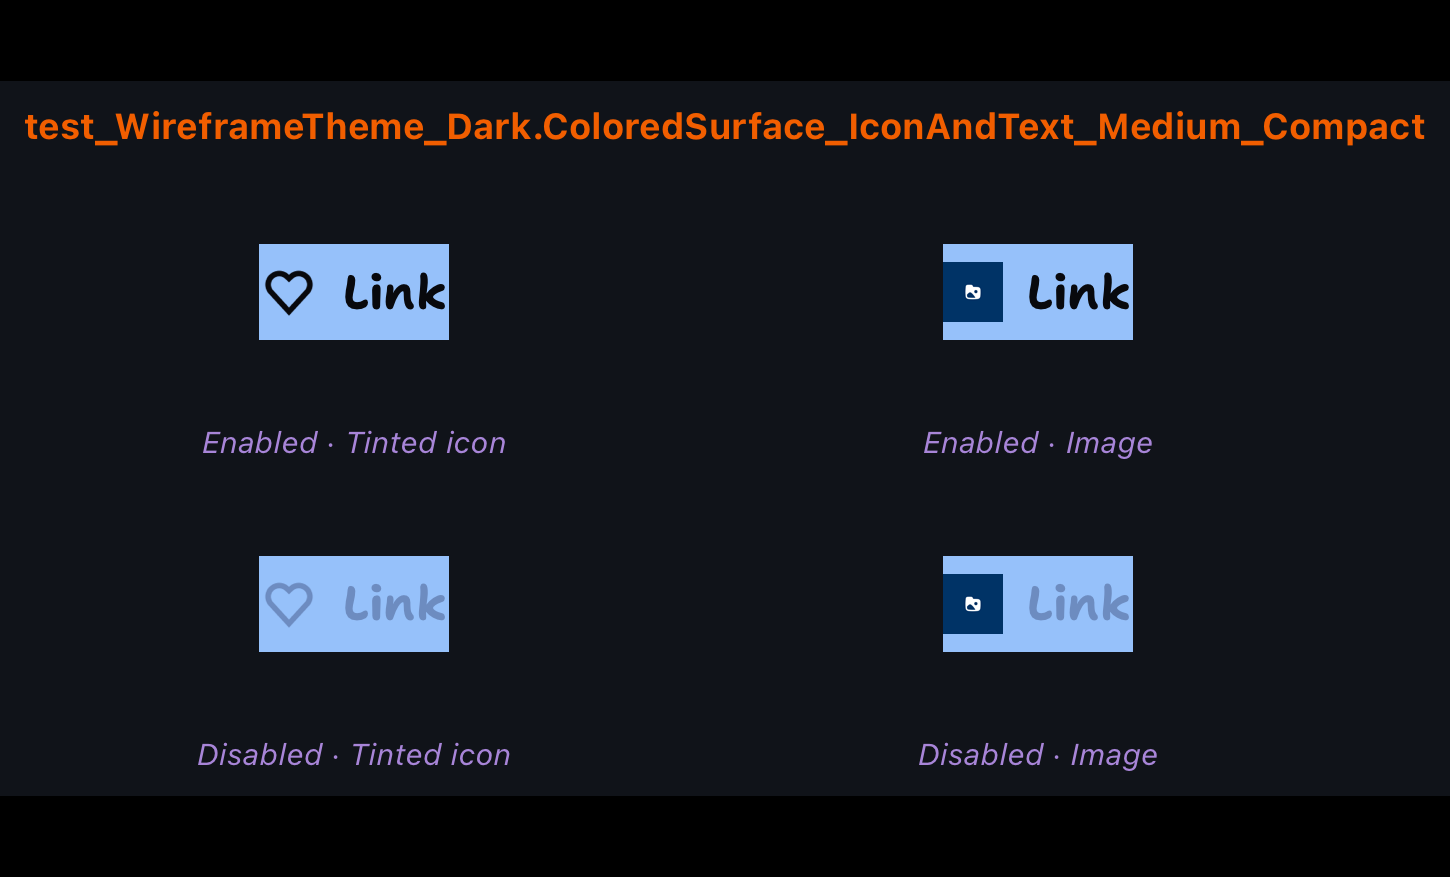 test_WireframeTheme_Dark.ColoredSurface_IconAndText_Medium_Compact
Link
Link
Enabled · Tinted icon
Enabled · Image
Link
Link
Disabled · Tinted icon
Disabled · Image